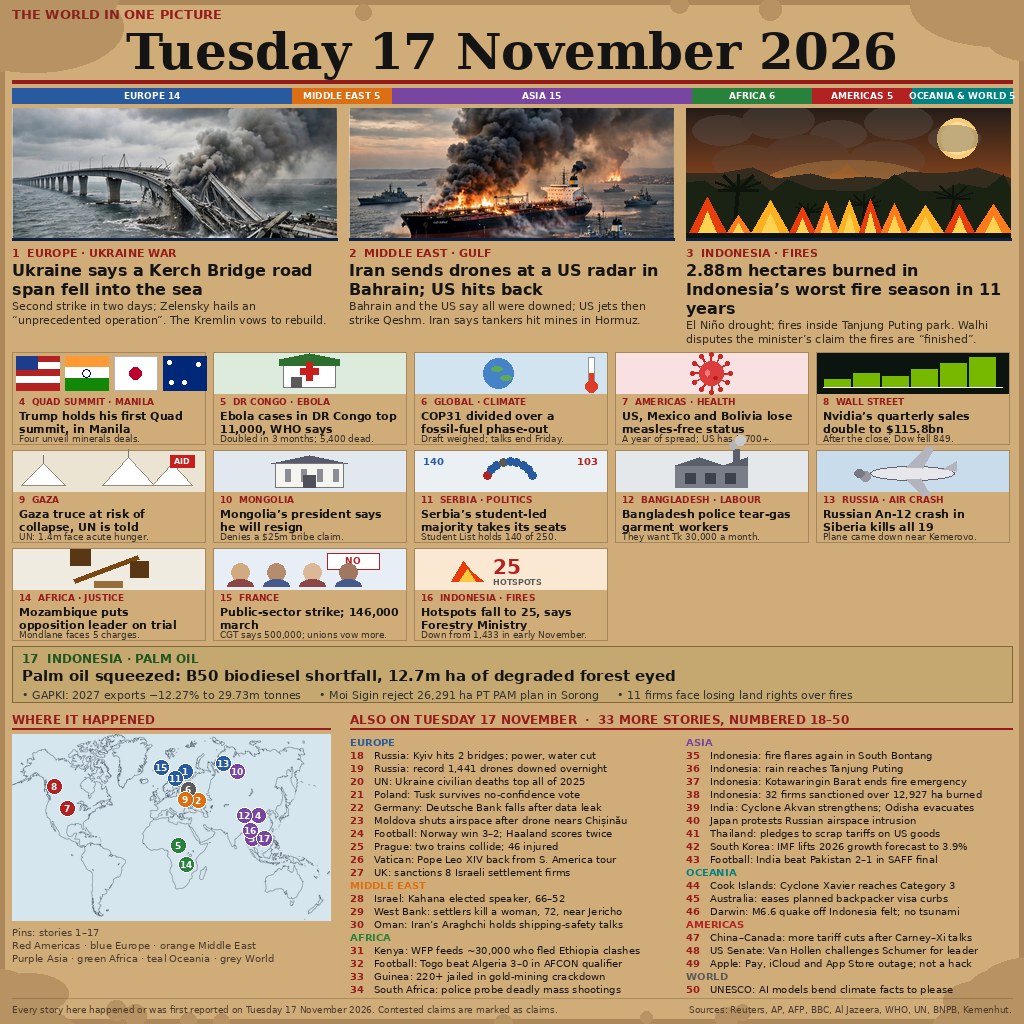 THE WORLD IN ONE PICTURE
Tuesday 17 November 2026
EUROPE 14
MIDDLE EAST 5
ASIA 15
AFRICA 6
AMERICAS 5
OCEANIA & WORLD 5
1 EUROPE · UKRAINE WAR
Ukraine says a Kerch Bridge road
span fell into the sea
Second strike in two days; Zelensky hails an
“unprecedented operation”. The Kremlin vows to rebuild.
2 MIDDLE EAST · GULF
Iran sends drones at a US radar in
Bahrain; US hits back
Bahrain and the US say all were downed; US jets then
strike Qeshm. Iran says tankers hit mines in Hormuz.
3 INDONESIA · FIRES
2.88m hectares burned in
Indonesia’s worst fire season in 11
years
El Niño drought; fires inside Tanjung Puting park. Walhi
disputes the minister’s claim the fires are “finished”.
4 QUAD SUMMIT · MANILA
Trump holds his first Quad
summit, in Manila
Four unveil minerals deals.
5 DR CONGO · EBOLA
Ebola cases in DR Congo top
11,000, WHO says
Doubled in 3 months; 5,400 dead.
6 GLOBAL · CLIMATE
COP31 divided over a
fossil-fuel phase-out
Draft weighed; talks end Friday.
7 AMERICAS · HEALTH
US, Mexico and Bolivia lose
measles-free status
A year of spread; US has 700+.
8 WALL STREET
Nvidia’s quarterly sales
double to $115.8bn
After the close; Dow fell 849.
AID
9 GAZA
Gaza truce at risk of
collapse, UN is told
UN: 1.4m face acute hunger.
10 MONGOLIA
Mongolia’s president says
he will resign
Denies a $25m bribe claim.
140
103
11 SERBIA · POLITICS
Serbia’s student-led
majority takes its seats
Student List holds 140 of 250.
12 BANGLADESH · LABOUR
Bangladesh police tear-gas
garment workers
They want Tk 30,000 a month.
13 RUSSIA · AIR CRASH
Russian An-12 crash in
Siberia kills all 19
Plane came down near Kemerovo.
14 AFRICA · JUSTICE
Mozambique puts
opposition leader on trial
Mondlane faces 5 charges.
NO
15 FRANCE
Public-sector strike; 146,000
march
CGT says 500,000; unions vow more.
25
HOTSPOTS
16 INDONESIA · FIRES
Hotspots fall to 25, says
Forestry Ministry
Down from 1,433 in early November.
17 INDONESIA · PALM OIL
Palm oil squeezed: B50 biodiesel shortfall, 12.7m ha of degraded forest eyed
• GAPKI: 2027 exports −12.27% to 29.73m tonnes • Moi Sigin reject 26,291 ha PT PAM plan in Sorong • 11 firms face losing land rights over fires
WHERE IT HAPPENED
8
7
15
11
1
13
10
9
2
12
4
16
17
5
14
Pins: stories 1–17
Red Americas · blue Europe · orange Middle East
Purple Asia · green Africa · teal Oceania · grey World
ALSO ON TUESDAY 17 NOVEMBER · 33 MORE STORIES, NUMBERED 18–50
EUROPE
18 Russia: Kyiv hits 2 bridges; power, water cut
19 Russia: record 1,441 drones downed overnight
20 UN: Ukraine civilian deaths top all of 2025
21 Poland: Tusk survives no-confidence vote
22 Germany: Deutsche Bank falls after data leak
23 Moldova shuts airspace after drone nears Chișinău
24 Football: Norway win 3–2; Haaland scores twice
25 Prague: two trains collide; 46 injured
26 Vatican: Pope Leo XIV back from S. America tour
27 UK: sanctions 8 Israeli settlement firms
MIDDLE EAST
28 Israel: Kahana elected speaker, 66–52
29 West Bank: settlers kill a woman, 72, near Jericho
30 Oman: Iran’s Araghchi holds shipping-safety talks
AFRICA
31 Kenya: WFP feeds ~30,000 who fled Ethiopia clashes
32 Football: Togo beat Algeria 3–0 in AFCON qualifier
33 Guinea: 220+ jailed in gold-mining crackdown
34 South Africa: police probe deadly mass shootings
ASIA
35 Indonesia: fire flares again in South Bontang
36 Indonesia: rain reaches Tanjung Puting
37 Indonesia: Kotawaringin Barat ends fire emergency
38 Indonesia: 32 firms sanctioned over 12,927 ha burned
39 India: Cyclone Akvan strengthens; Odisha evacuates
40 Japan protests Russian airspace intrusion
41 Thailand: pledges to scrap tariffs on US goods
42 South Korea: IMF lifts 2026 growth forecast to 3.9%
43 Football: India beat Pakistan 2–1 in SAFF final
OCEANIA
44 Cook Islands: Cyclone Xavier reaches Category 3
45 Australia: eases planned backpacker visa curbs
46 Darwin: M6.6 quake off Indonesia felt; no tsunami
AMERICAS
47 China–Canada: more tariff cuts after Carney–Xi talks
48 US Senate: Van Hollen challenges Schumer for leader
49 Apple: Pay, iCloud and App Store outage; not a hack
WORLD
50 UNESCO: AI models bend climate facts to please
Every story here happened or was first reported on Tuesday 17 November 2026. Contested claims are marked as claims.
Sources: Reuters, AP, AFP, BBC, Al Jazeera, WHO, UN, BNPB, Kemenhut.